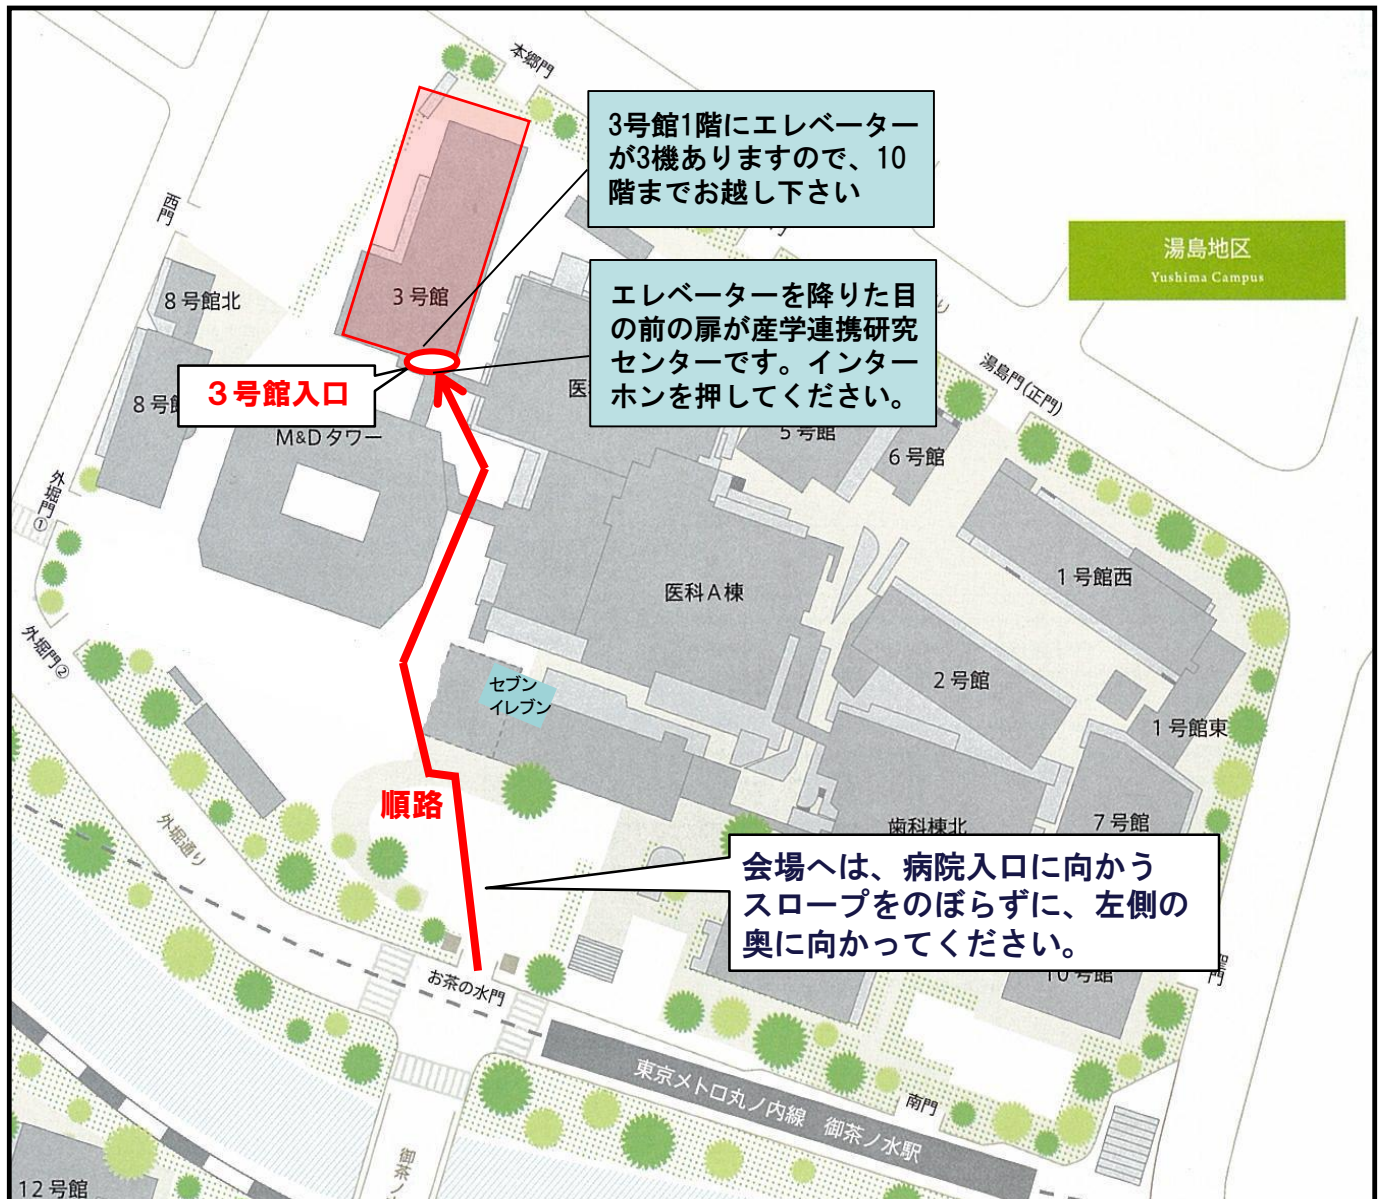 本郷門
3号館1階にエレベーター
が3機ありますので、10
階までお越し下さい
西門
門
湯島地区
Yushima Campus
8号館北
3号館
エレベーターを降りた目
の前の扉が産学連携研究
センターです。インター
ホンを押してください。
り
湯島門(正門)
3号館入口
8号館
医科
M&Dタワー
5号館
6号館
外堀門①
1号館西
医科A棟
外堀門②
2号館
セブン
イレブン
1号館東
順路
外堀通り
歯科棟北
7号館
会場へは、病院入口に向かう
スロープをのぼらずに、左側の
奥に向かってください。
お茶の水門
10号館
門
東京メトロ丸ノ内線 御茶ノ水駅
南門
御茶ノ
12号館